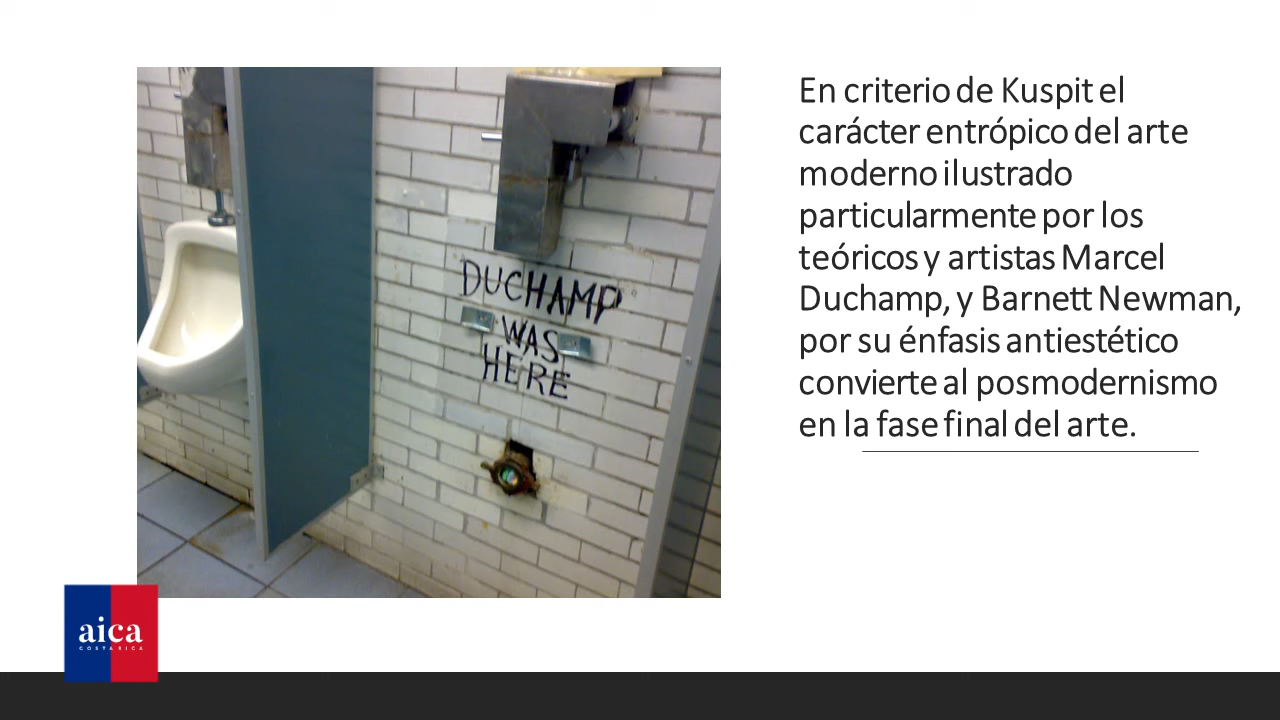 En criterio de Kuspit el
carácter entrópico del arte
moderno ilustrado
particularmente por los
teóricos y artistas Marcel
Duchamp, y Barnett Newman,
por su énfasis antiestético
convierte al posmodernismo
en la fase final del arte.
DUCHAMP
WAS
HERE
aica
COSTA RICA